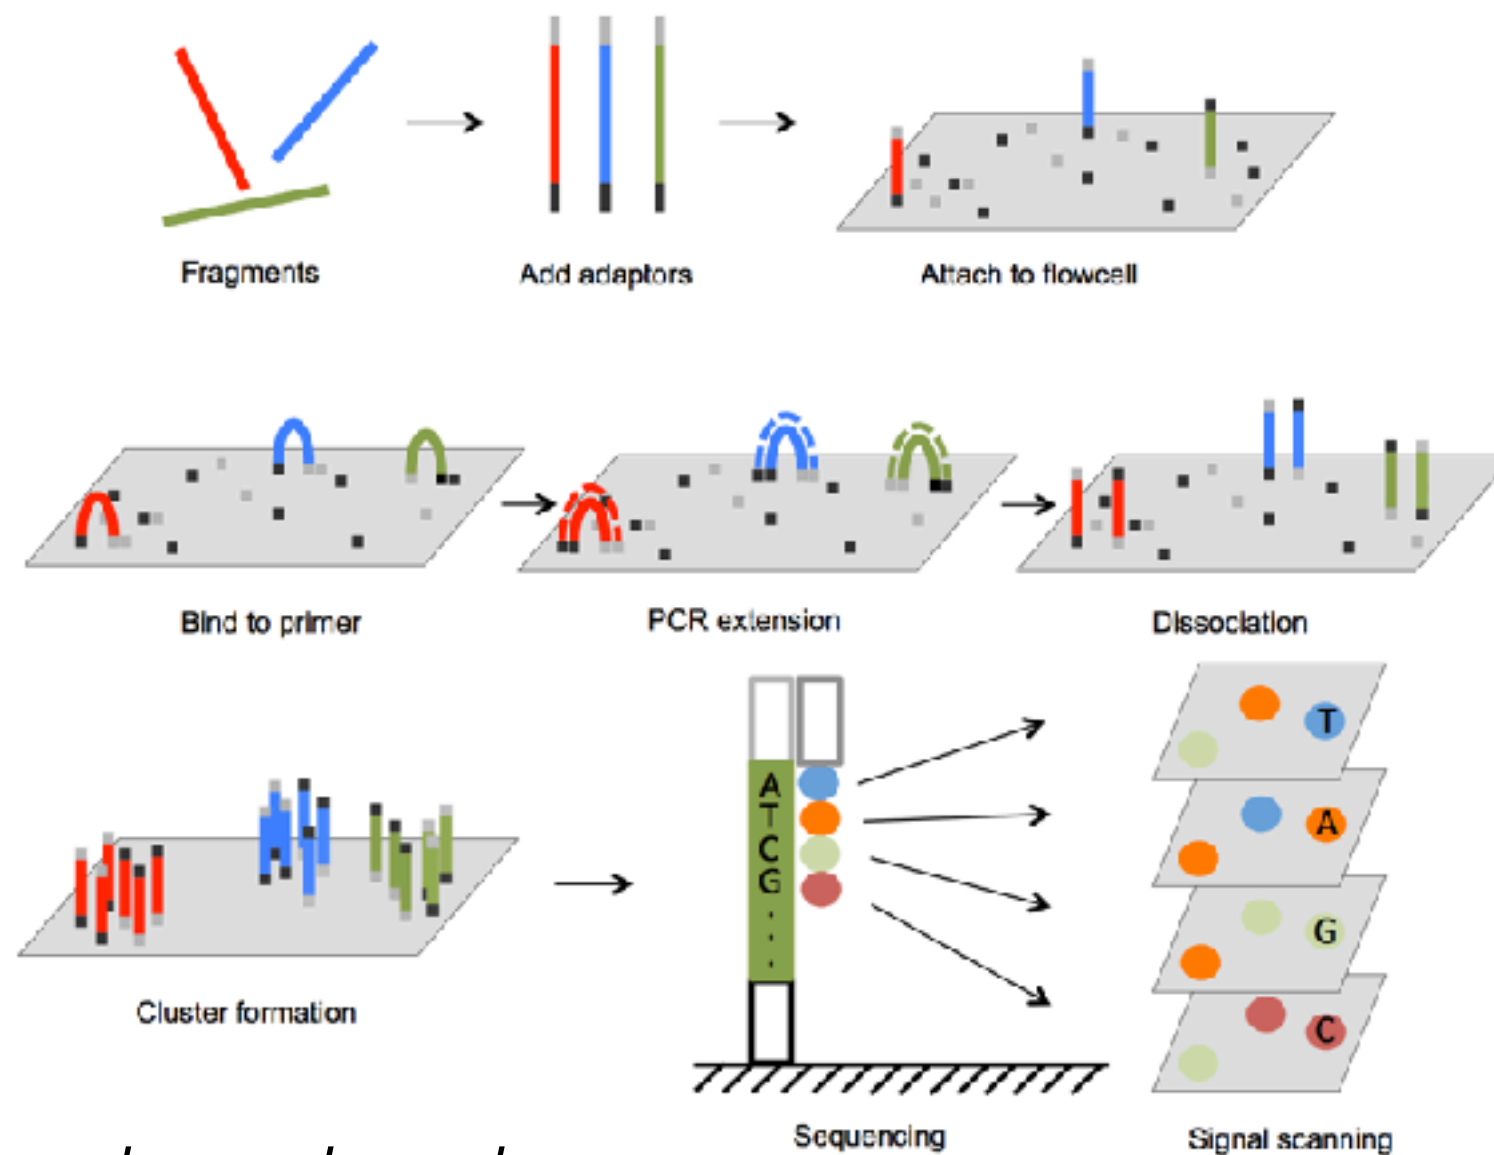 Fragments
Add adaptors
Attach to flowcell
Bind to primer
PCR extension
Dissociation
T
A
G
C
A
T
C
G
.
.
.
Cluster formation
Sequencing
Signal scanning